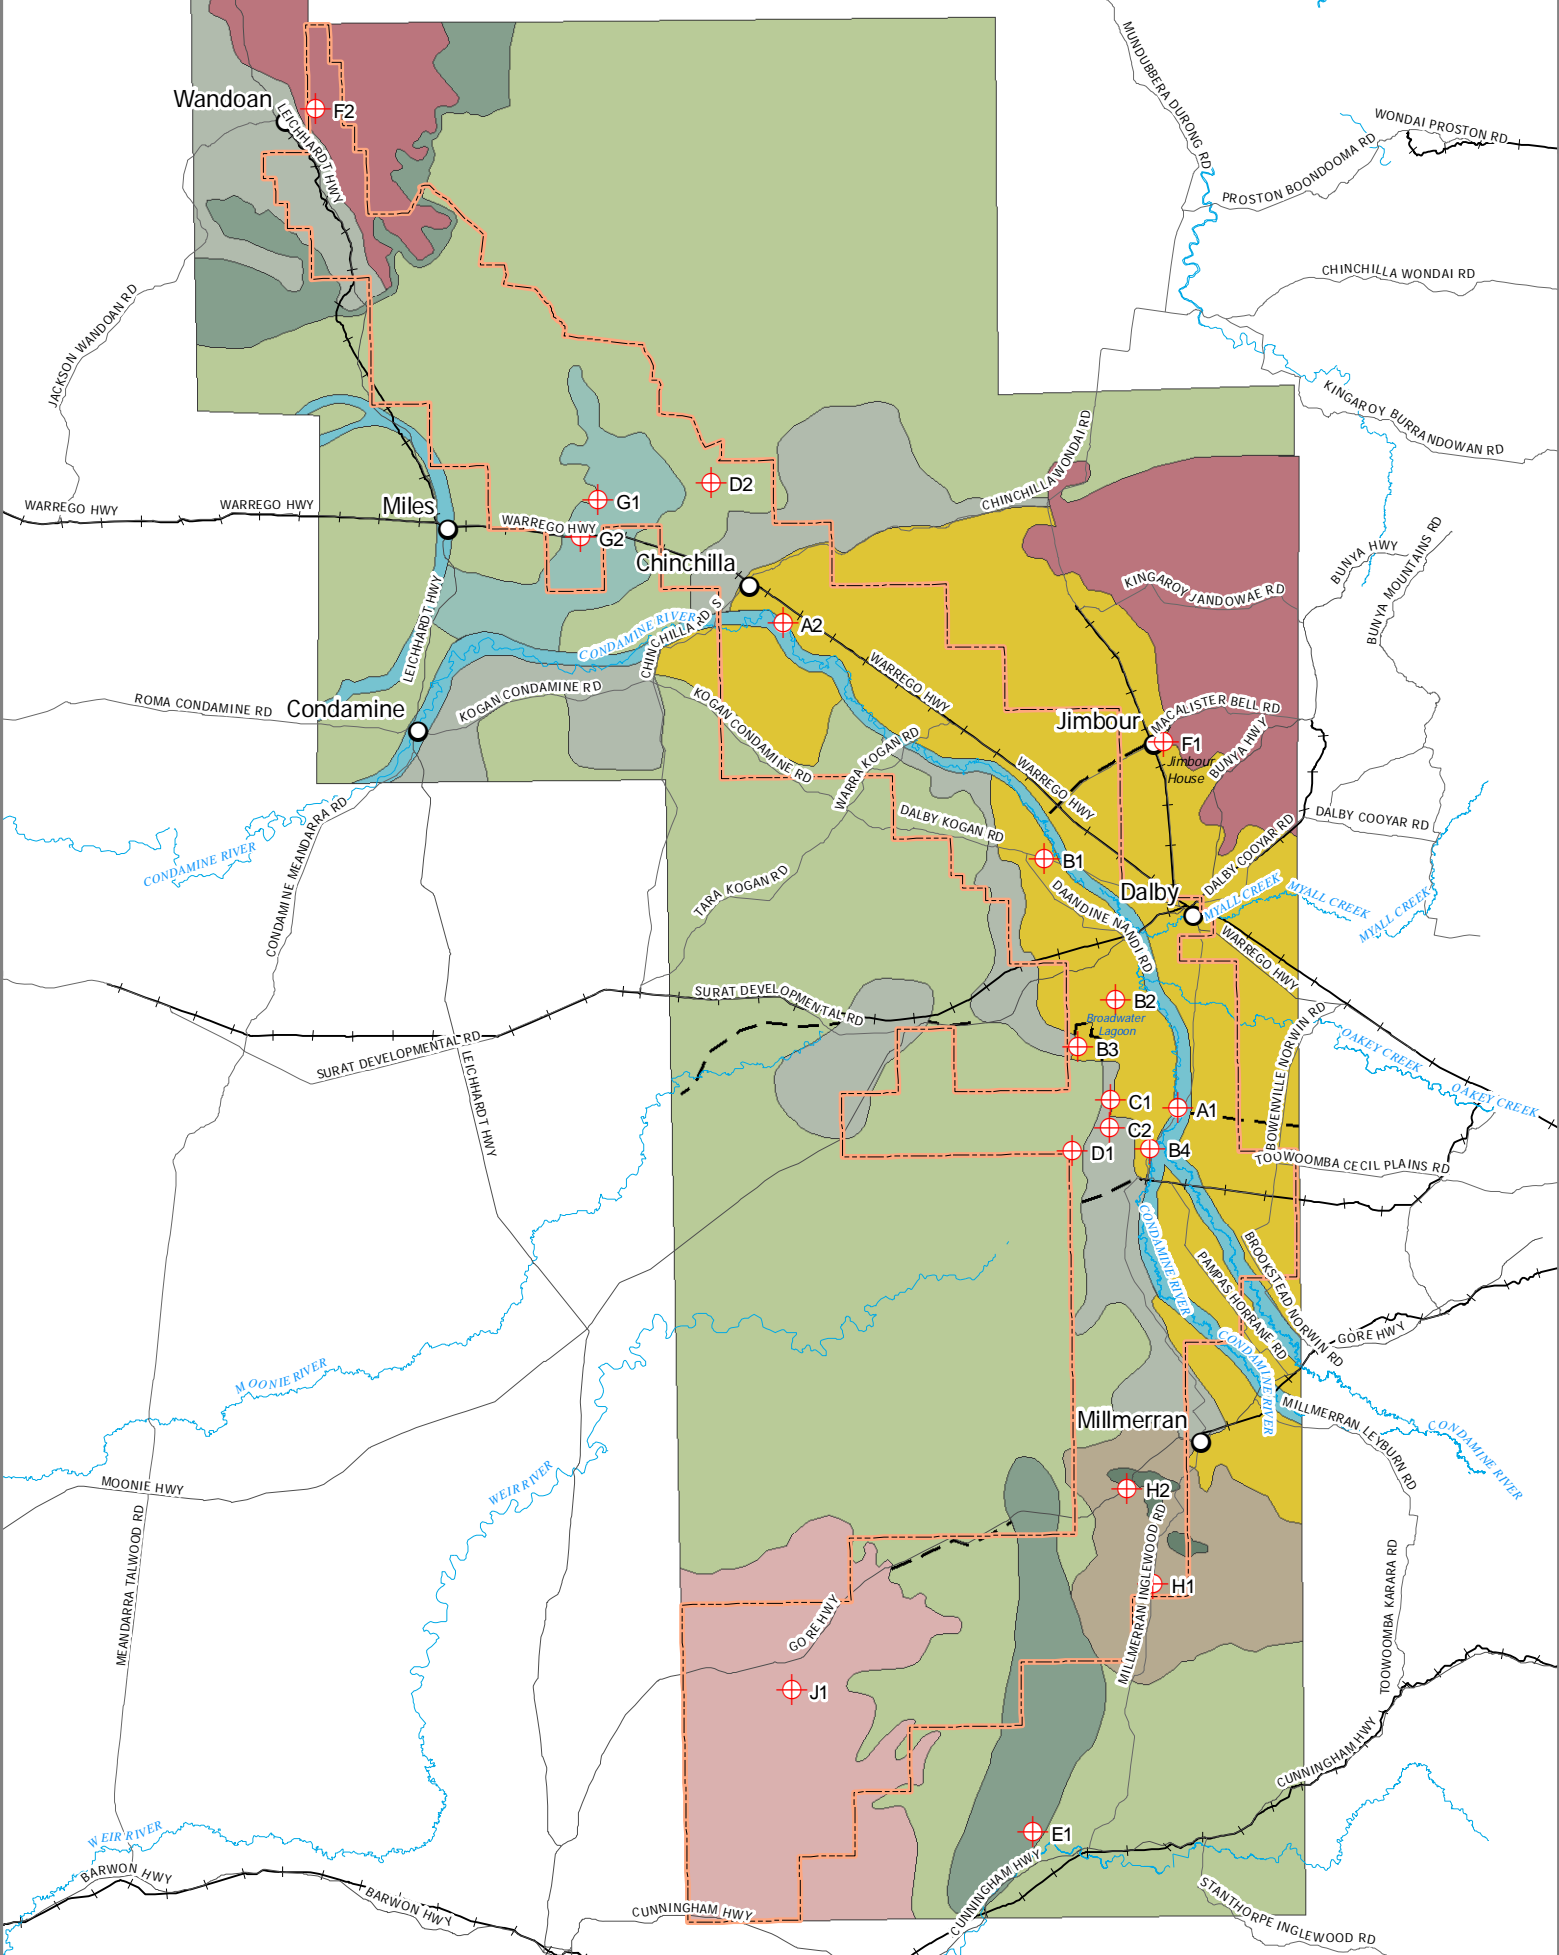 MUNDUBBERA DURONG RD
Wandoan
F2
LEICHHARDT HWY
WONDAI PROSTON RD
PROSTON BOONDOOMA RD
CHINCHILLA WONDAI RD
JACKSON WANDOAN RD
KINGAROY BURRANDOWAN RD
CHINCHILLA WONDAI RD
D2
G1
WARREGO HWY
WARREGO HWY
Miles
WARREGO HWY
G2
Chinchilla
BUNYA HWY
BUNYA MOUNTAINS RD
KINGAROY JANDOWAE RD
LEICHHARDT HWY
CONDAMINE RIVER
CHINCHILLA RD S
A2
WARREGO HWY
ROMA CONDAMINE RD
Condamine
KOGAN CONDAMINE RD
KOGAN CONDAMINE RD
WARRA KOGAN RD
Jimbour
MACALISTER BELL RD
F1
Jimbour
House
BUNYA HWY
WARREGO HWY
CONDAMINE MEANDARRA RD
DALBY KOGAN RD
DALBY COOYAR RD
DALBY COOYAR RD
CONDAMINE RIVER
B1
TARA KOGAN RD
DAANDINE NANDI RD
Dalby
MYALL CREEK
MYALL CREEK
MYALL CREEK
WARREGO HWY
SURAT DEVELOPMENTAL RD
B2
Broadwater
Lagoon
B3
BOWENVILLE NORWIN RD
OAKEY CREEK
OAKEY CREEK
SURAT DEVELOPMENTAL RD
LEICHHARDT HWY
C1
A1
C2
D1
B4
TOOWOOMBA CECIL PLAINS RD
CONDAMINE RIVER
PAMPAS HORRANE RD
BROOKSTEAD NORWIN RD
GORE HWY
CONDAMINE RIVER
MOONIE RIVER
MILLMERRAN LEYBURN RD
Millmerran
CONDAMINE RIVER
MOONIE HWY
WEIR RIVER
H2
MEANDARRA TALWOOD RD
MILLMERRAN INGLEWOOD RD
H1
TOOWOOMBA KARARA RD
GORE HWY
J1
CUNNINGHAM HWY
WEIR RIVER
E1
BARWON HWY
BARWON HWY
CUNNINGHAM HWY
CUNNINGHAM HWY
STANTHORPE INGLEWOOD RD